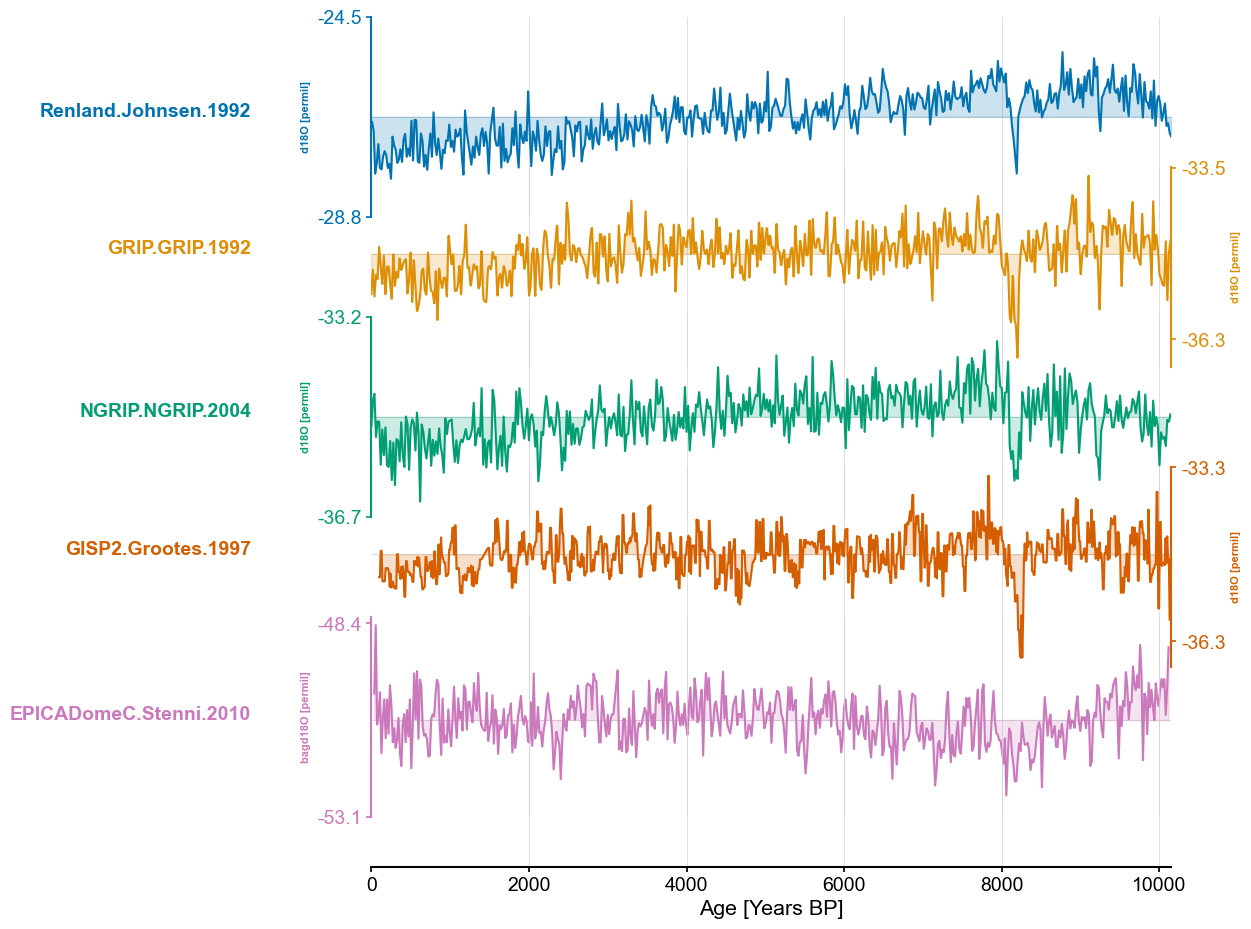 -24.5
Renland.Johnsen.1992
d18O [permil]
-28.8
-33.5
GRIP.GRIP.1992
d18O [permil]
-36.3
-33.2
NGRIP.NGRIP.2004
d18O [permil]
-36.7
-33.3
GISP2.Grootes.1997
d18O [permil]
-36.3
-48.4
EPICADomeC.Stenni.2010
bagd18O [permil]
-53.1
0 2000 4000 6000 8000 10000
Age [Years BP]